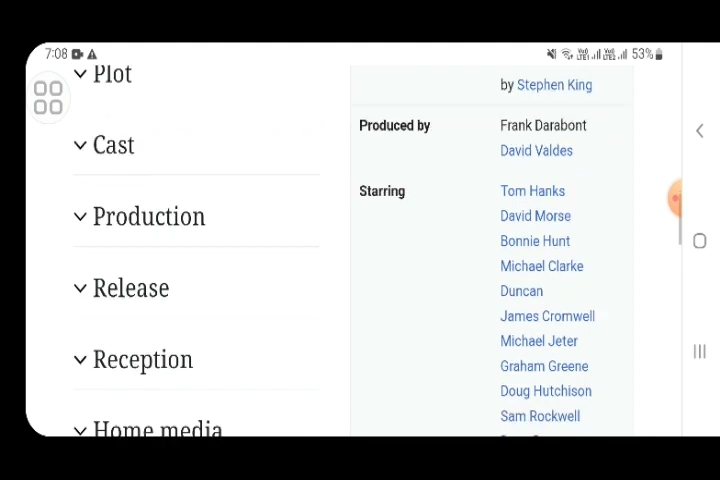 7:08
53%
Plot
Cast
Production
Release
Reception
Home media
by Stephen King
Produced by
Frank Darabont
David Valdes
Starring
Tom Hanks
David Morse
Bonnie Hunt
Michael Clarke
Duncan
James Cromwell
Michael Jeter
Graham Greene
Doug Hutchison
Sam Rockwell